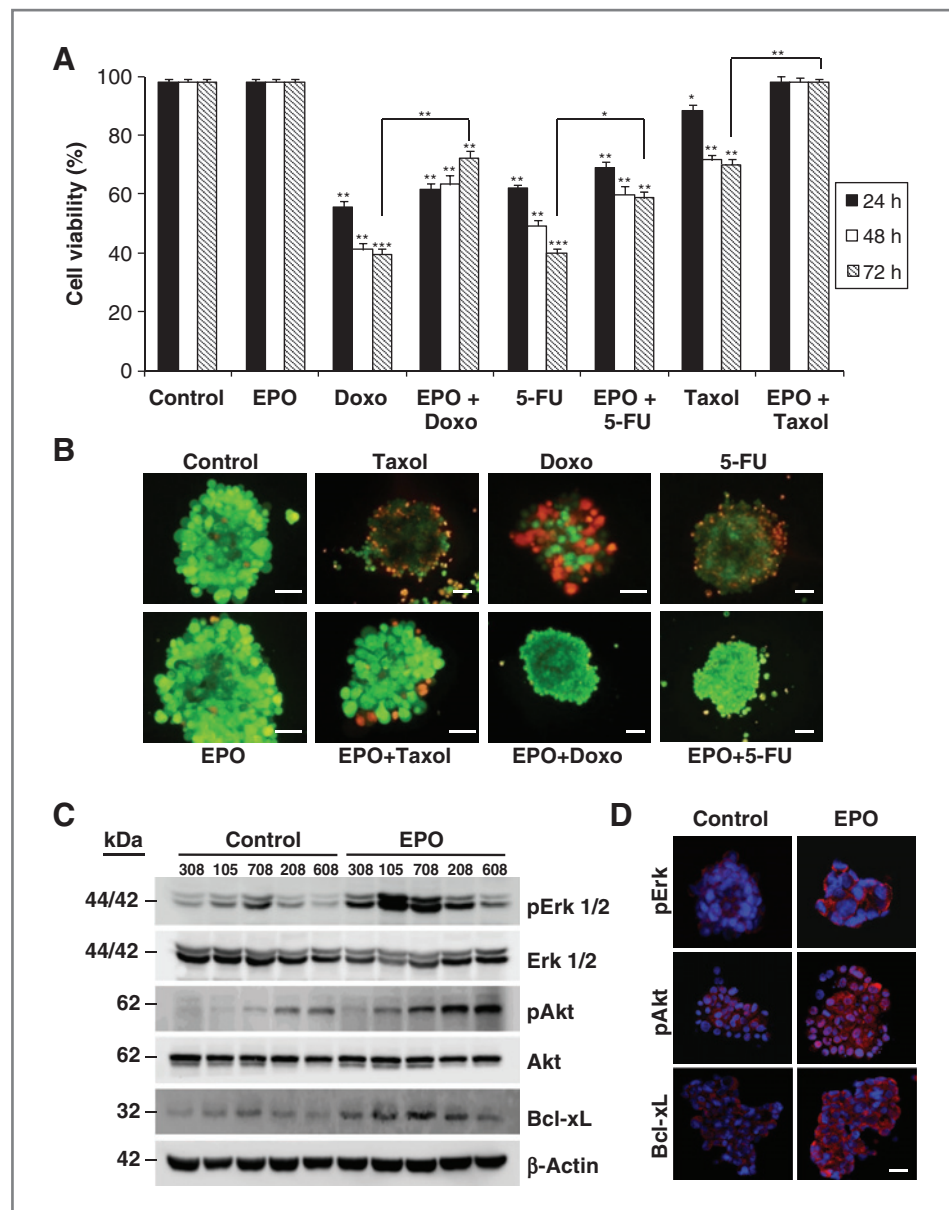 A
100
80
60
40
20
0
Cell viability (%)
** * **
** ** *** ** ** ** ** ** *** ** ** ** * ** **
24 h
48 h
72 h
Control EPO Doxo EPO + Doxo 5-FU EPO + 5-FU Taxol EPO + Taxol
B
Control Taxol Doxo 5-FU
EPO EPO+Taxol EPO+Doxo EPO+5-FU
C
kDa Control EPO
308 105 708 208 608 308 105 708 208 608
44/42 pErk 1/2
44/42 Erk 1/2
62 pAkt
62 Akt
32 Bcl-xL
42 β-Actin
D
Control EPO
pErk
pAkt
Bcl-xL